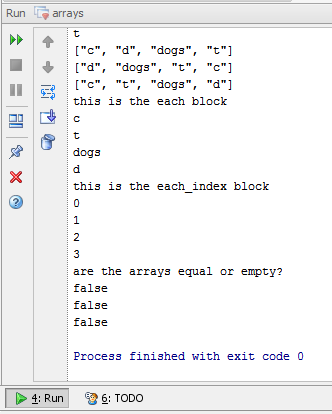 Run arrays
t
["c", "d", "dogs", "t"]
["d", "dogs", "t", "c"]
["c", "t", "dogs", "d"]
this is the each block
c
t
dogs
d
this is the each_index block
0
1
2
3
are the arrays equal or empty?
false
false
false
Process finished with exit code 0
4: Run 6: TODO